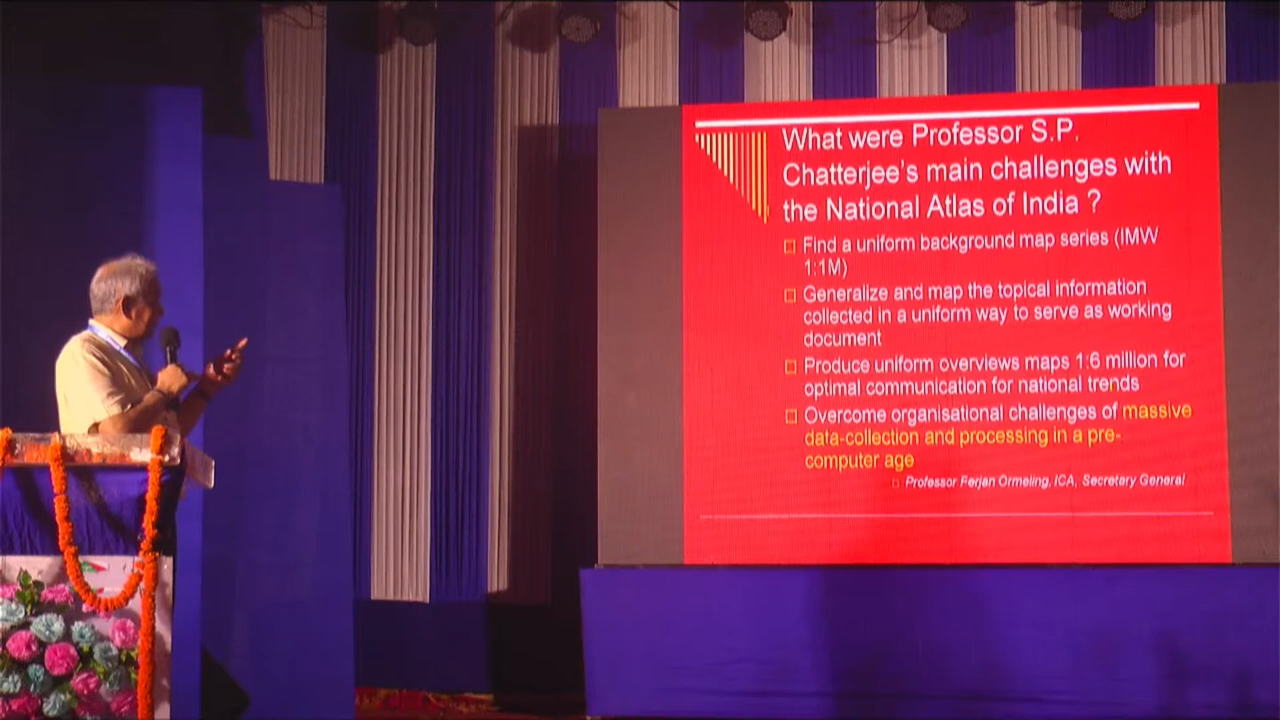 What were Professor S.P.
Chatterjee's main challenges with
the National Atlas of India ?
Find a uniform background map series (IMW
1:1M)
Generalize and map the topical information
collected in a uniform way to serve as working
document
Produce uniform overviews maps 1:6 million for
optimal communication for national trends
Overcome organisational challenges of massive
data-collection and processing in a pre-
computer age
Professor Ferjan Ormeling, ICA, Secretary General